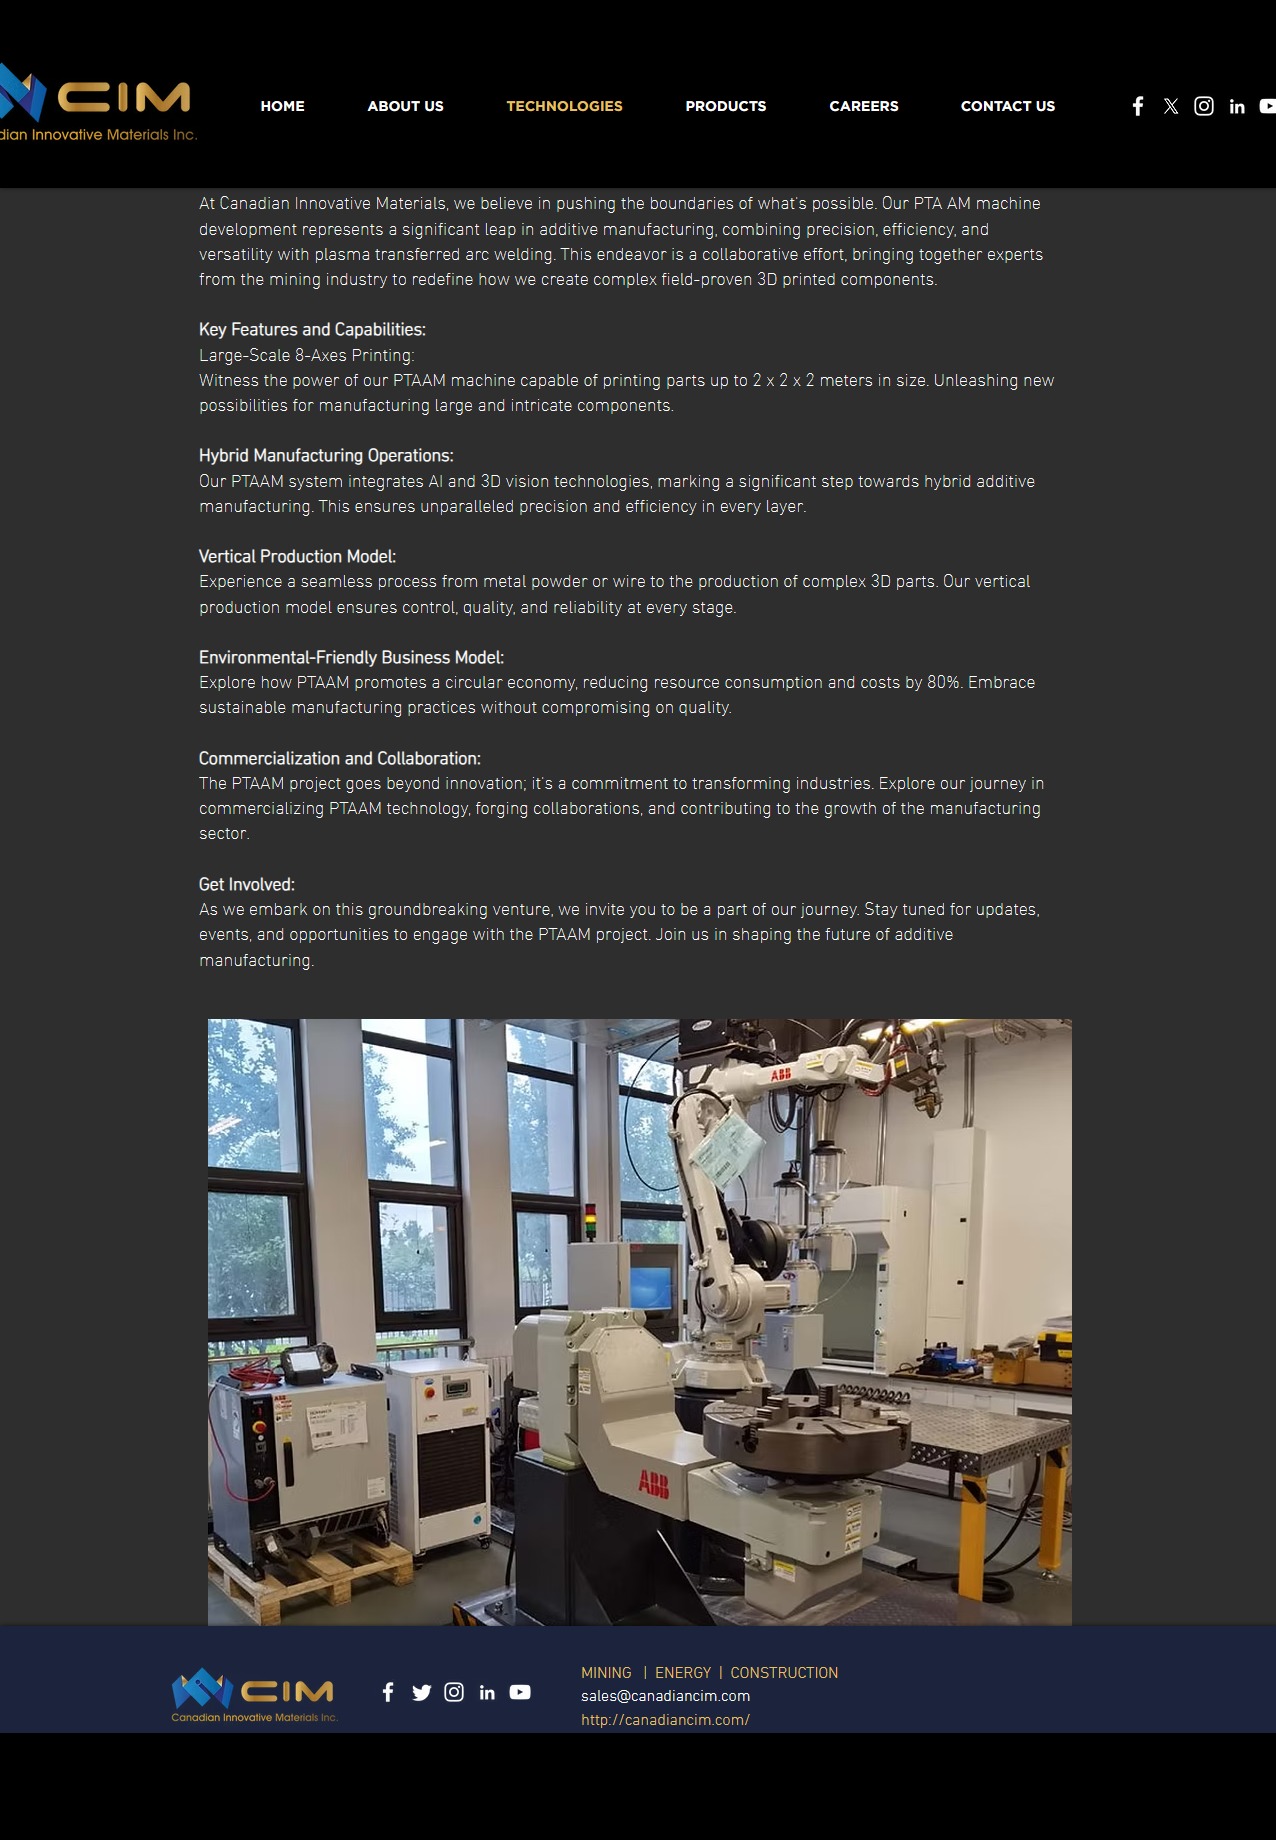 CIM
dian Innovative Materials Inc.
HOME
ABOUT US
TECHNOLOGIES
PRODUCTS
CAREERS
CONTACT US
At Canadian Innovative Materials, we believe in pushing the boundaries of what's possible. Our PTA AM machine
development represents a significant leap in additive manufacturing, combining precision, efficiency, and
versatility with plasma transferred arc welding. This endeavor is a collaborative effort, bringing together experts
from the mining industry to redefine how we create complex field-proven 3D printed components.
Key Features and Capabilities:
Large-Scale 8-Axes Printing:
Witness the power of our PTAAM machine capable of printing parts up to 2 x 2 x 2 meters in size. Unleashing new
possibilities for manufacturing large and intricate components.
Hybrid Manufacturing Operations:
Our PTAAM system integrates AI and 3D vision technologies, marking a significant step towards hybrid additive
manufacturing. This ensures unparalleled precision and efficiency in every layer.
Vertical Production Model:
Experience a seamless process from metal powder or wire to the production of complex 3D parts. Our vertical
production model ensures control, quality, and reliability at every stage.
Environmental-Friendly Business Model:
Explore how PTAAM promotes a circular economy, reducing resource consumption and costs by 80%. Embrace
sustainable manufacturing practices without compromising on quality.
Commercialization and Collaboration:
The PTAAM project goes beyond innovation; it's a commitment to transforming industries. Explore our journey in
commercializing PTAAM technology, forging collaborations, and contributing to the growth of the manufacturing
sector.
Get Involved:
As we embark on this groundbreaking venture, we invite you to be a part of our journey. Stay tuned for updates,
events, and opportunities to engage with the PTAAM project. Join us in shaping the future of additive
manufacturing.
ABB
ABB
CIM
Canadian Innovative Materials Inc.
MINING | ENERGY | CONSTRUCTION
sales@canadiancim.com
http://canadiancim.com/